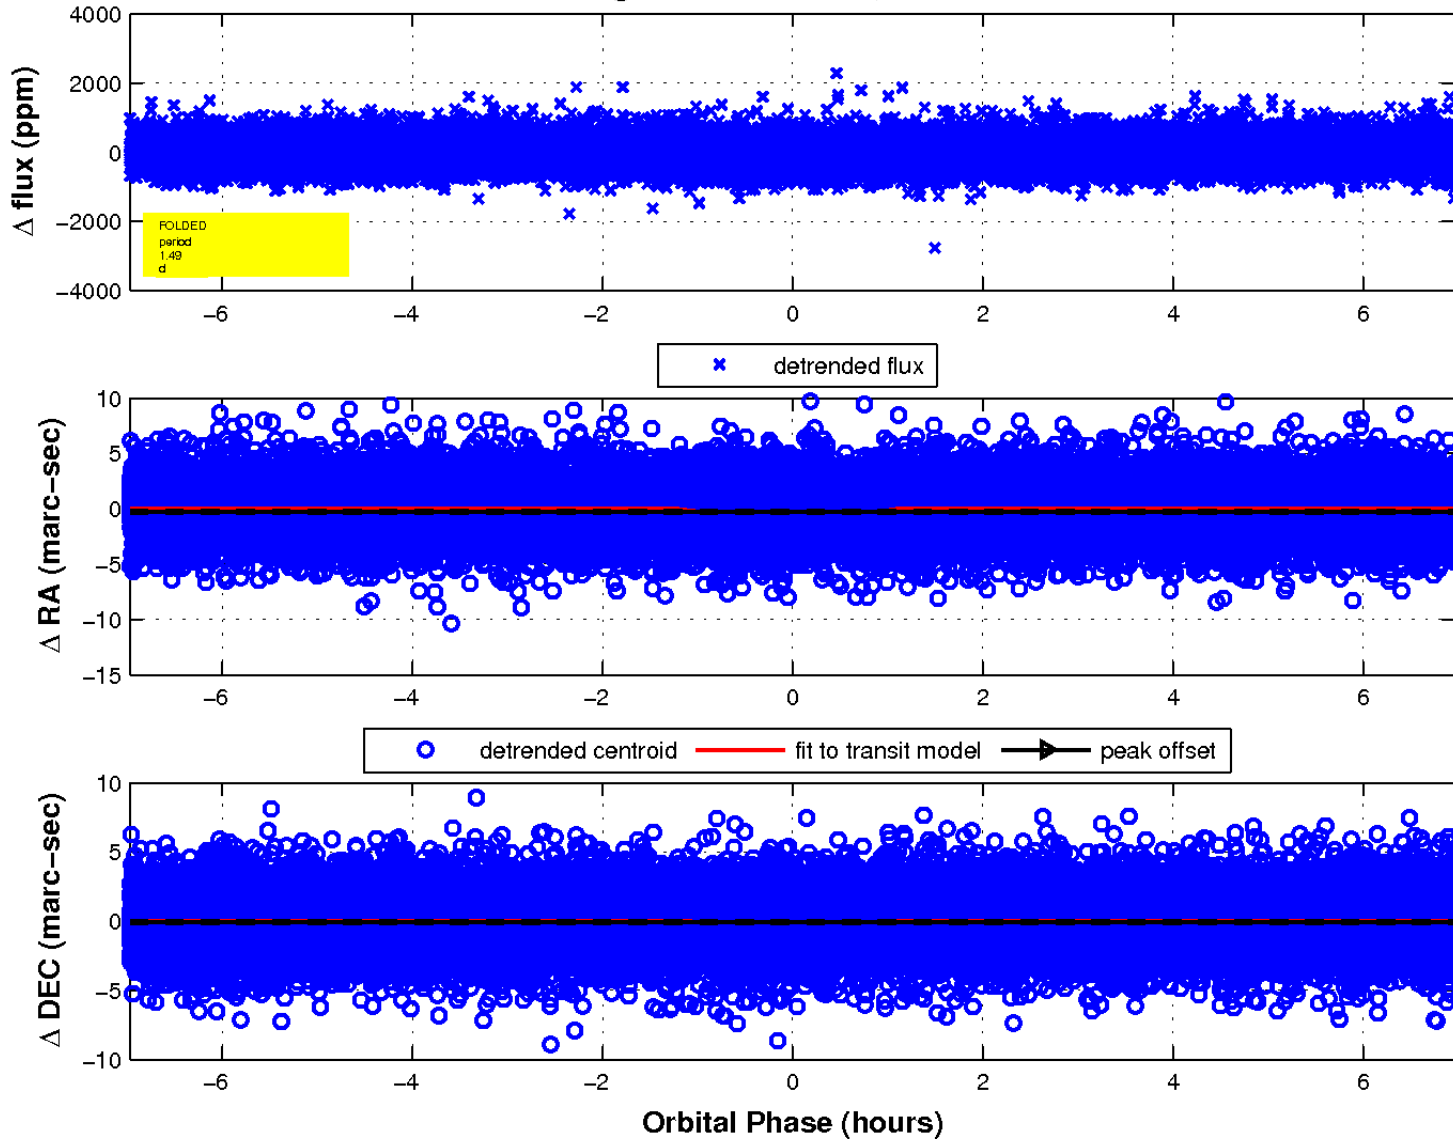 4000
2000
0
−2000
−4000
Δ flux (ppm)
FOLDED
period
1.49
d
−6 −4 −2 0 2 4 6
detrended flux
10
5
0
−5
−10
−15
Δ RA (marc−sec)
−6 −4 −2 0 2 4 6
detrended centroid fit to transit model peak offset
10
5
0
−5
−10
Δ DEC (marc−sec)
−6 −4 −2 0 2 4 6
Orbital Phase (hours)